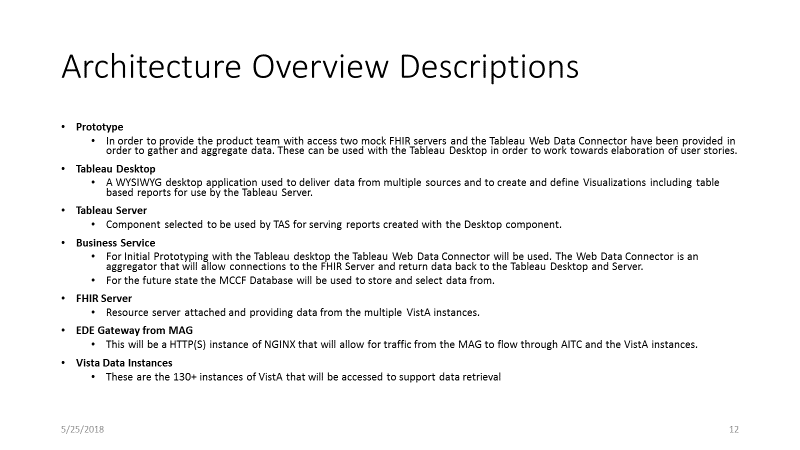 Architecture Overview Descriptions
• Prototype
• In order to provide the product team with access two mock FHIR servers and the Tableau Web Data Connector have been provided in
order to gather and aggregate data. These can be used with the Tableau Desktop in order to work towards elaboration of user stories.
• Tableau Desktop
• A WYSIWYG desktop application used to deliver data from multiple sources and to create and define Visualizations including table
based reports for use by the Tableau Server.
• Tableau Server
• Component selected to be used by TAS for serving reports created with the Desktop component.
• Business Service
• For Initial Prototyping with the Tableau desktop the Tableau Web Data Connector will be used. The Web Data Connector is an
aggregator that will allow connections to the FHIR Server and return data back to the Tableau Desktop and Server.
• For the future state the MCCF Database will be used to store and select data from.
• FHIR Server
• Resource server attached and providing data from the multiple VistA instances.
• EDE Gateway from MAG
• This will be a HTTP(S) instance of NGINX that will allow for traffic from the MAG to flow through AITC and the VistA instances.
• Vista Data Instances
• These are the 130+ instances of VistA that will be accessed to support data retrieval
5/25/2018
12